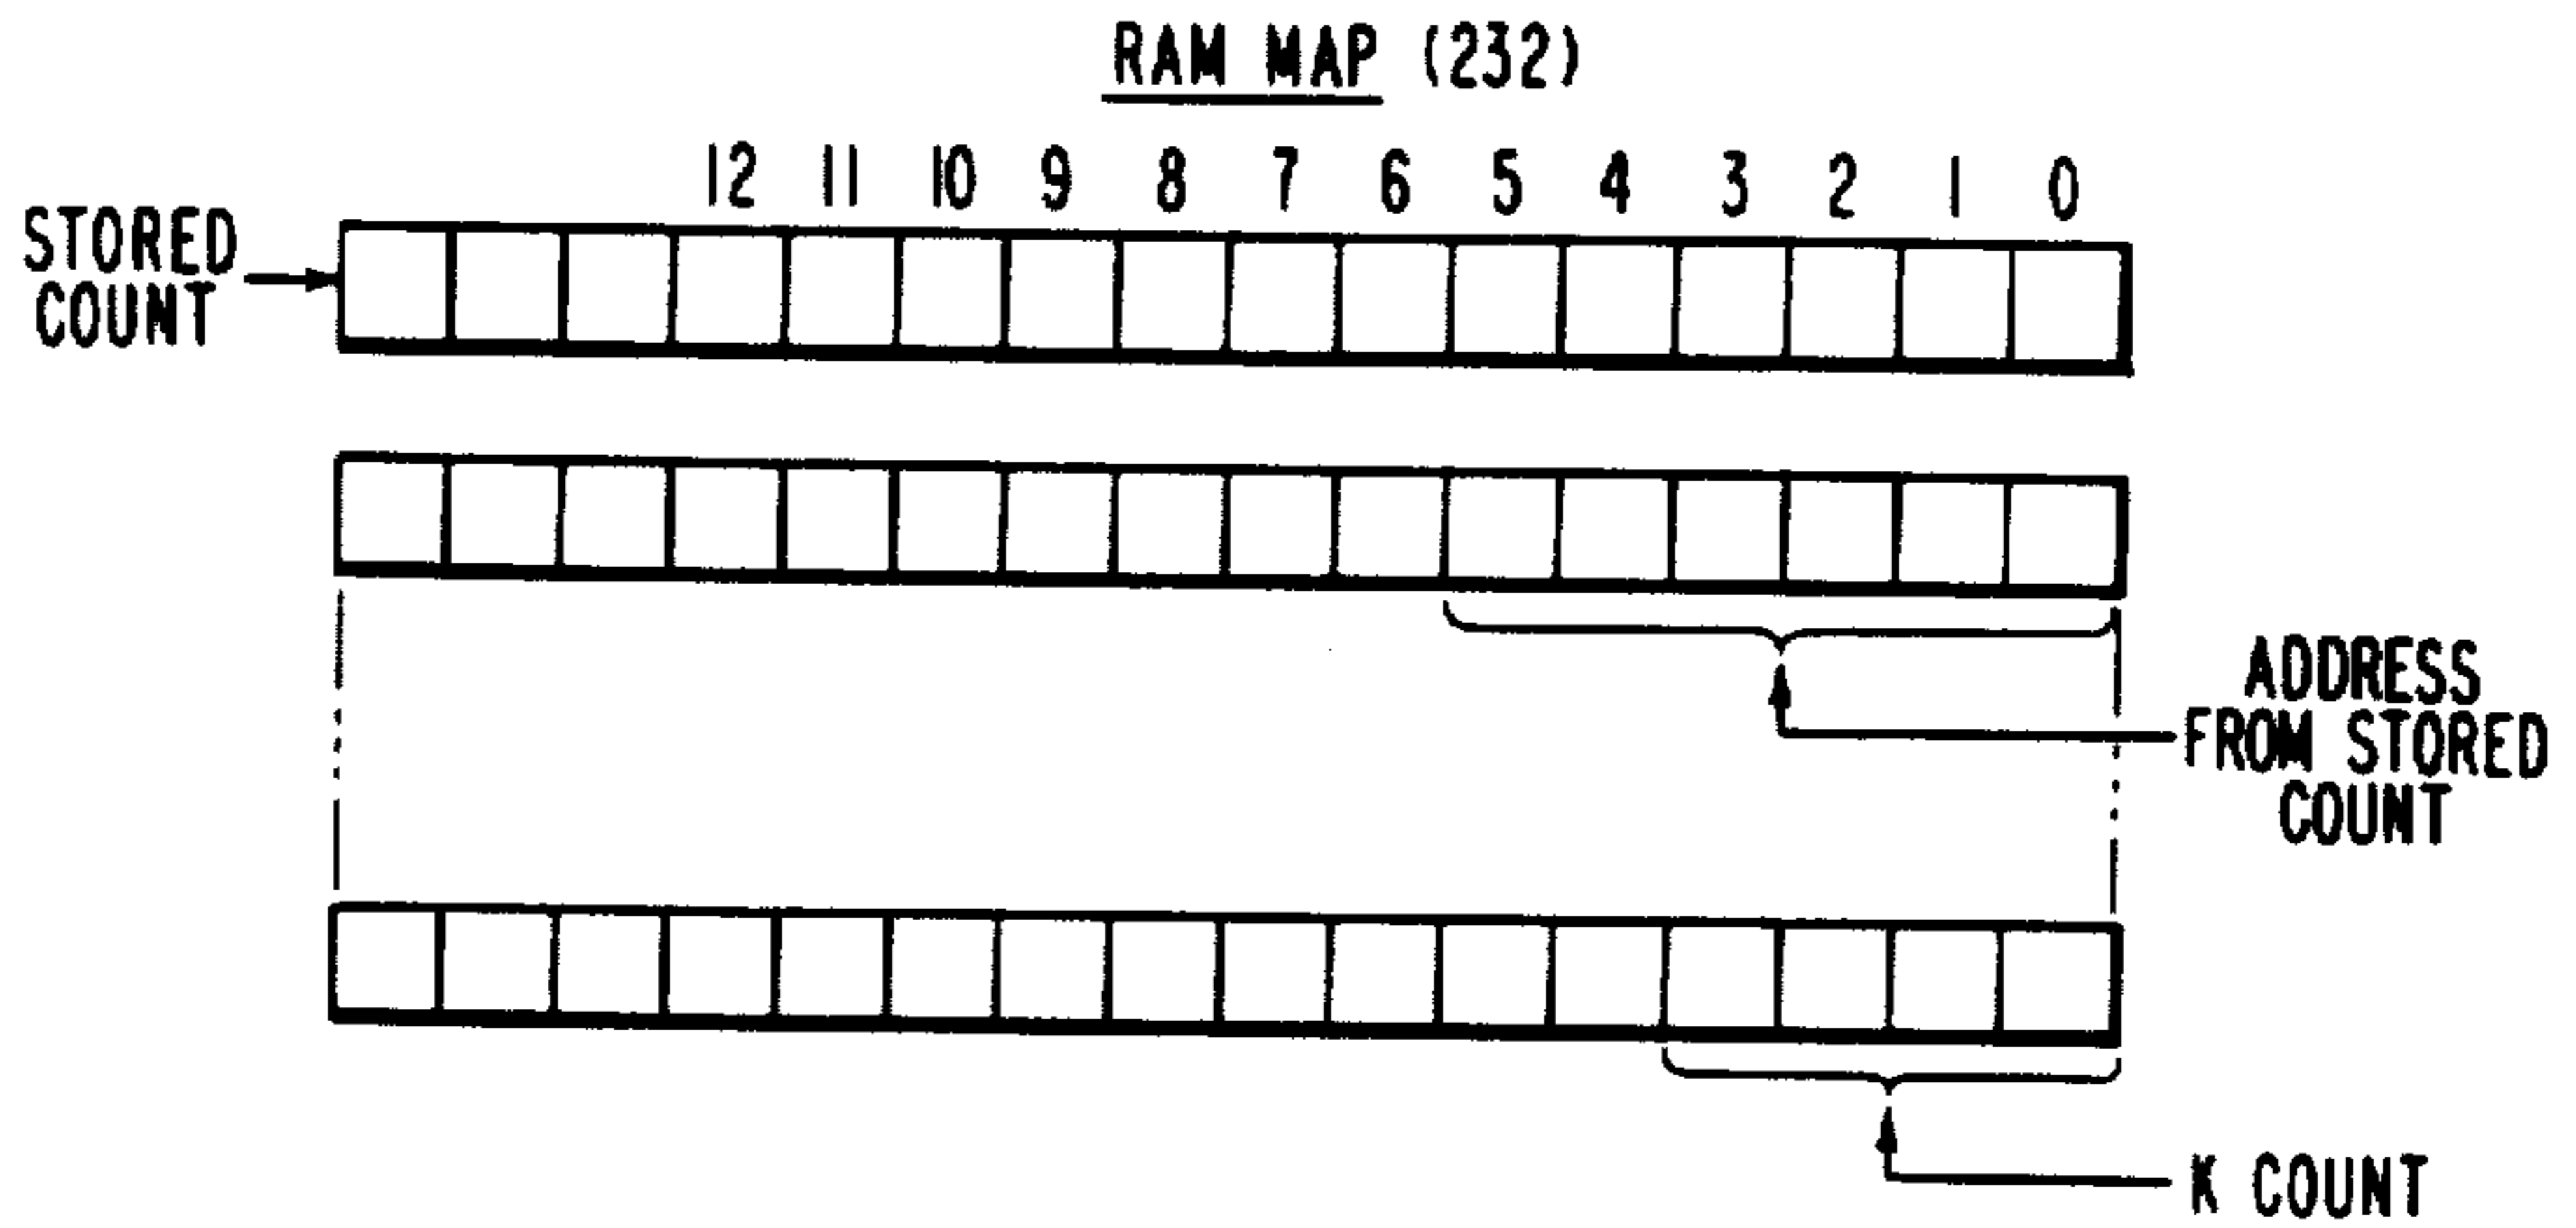 RAM MAP (232)
12 11 10 9 8 7 6 5 4 3 2 1 0
STORED
COUNT
ADDRESS
FROM STORED
COUNT
K COUNT